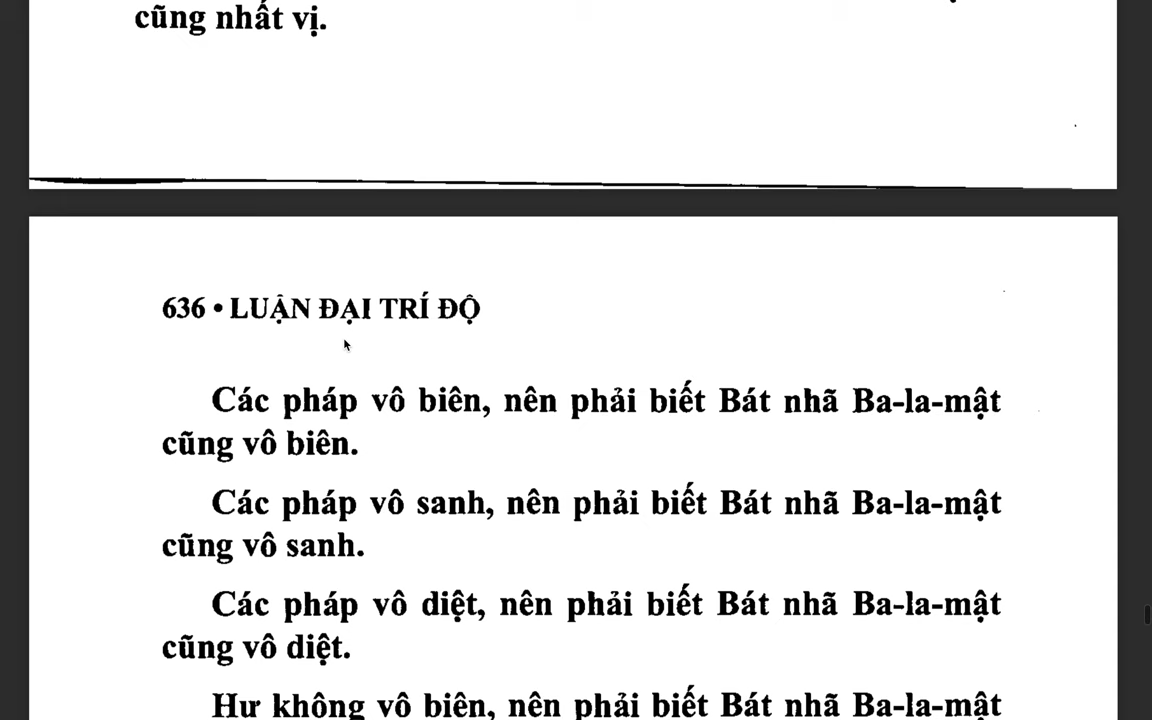 cũng nhất vị.
636 • LUẬN ĐẠI TRÍ ĐỘ
Các pháp vô biên, nên phải biết Bát nhã Ba-la-mật
cũng vô biên.
Các pháp vô sanh, nên phải biết Bát nhã Ba-la-mật
cũng vô sanh.
Các pháp vô diệt, nên phải biết Bát nhã Ba-la-mật
cũng vô diệt.
Hư không vô biên, nên phải biết Bát nhã Ba-la-mật